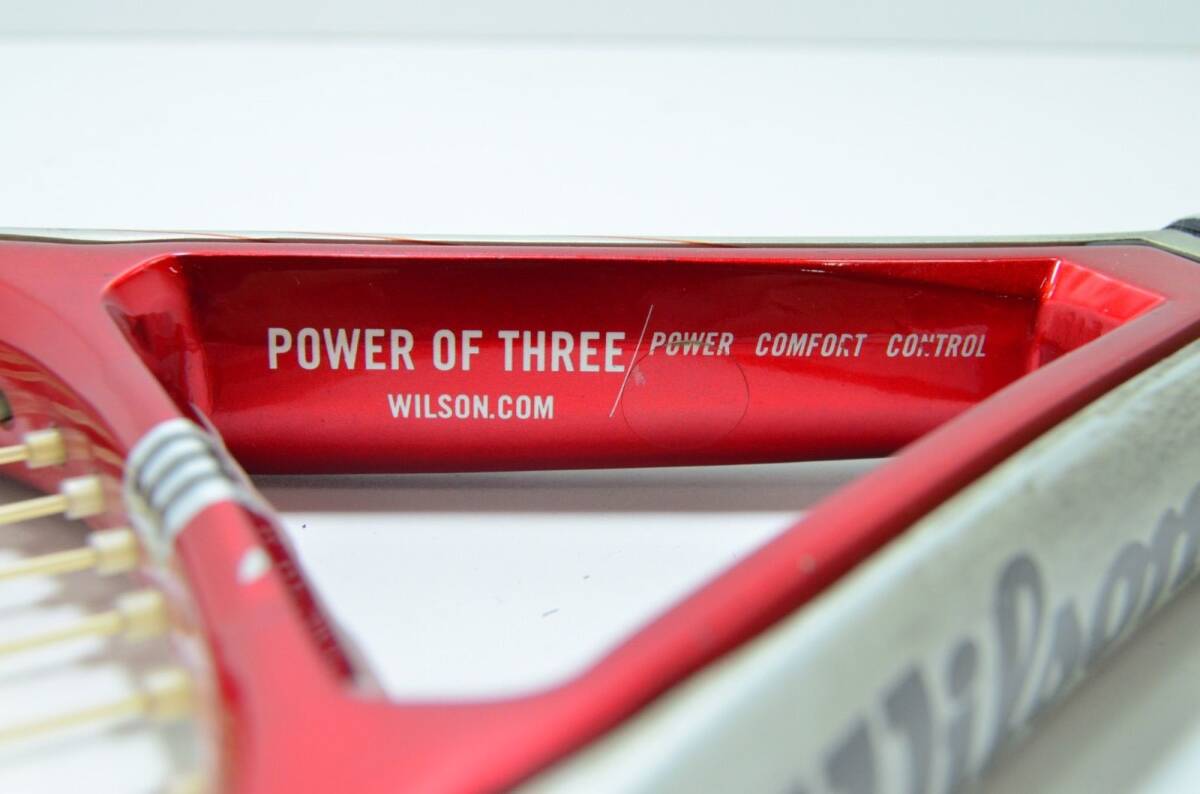 POWER OF THREE / POWER COMFORT CONTROL
WILSON.COM
Wilson